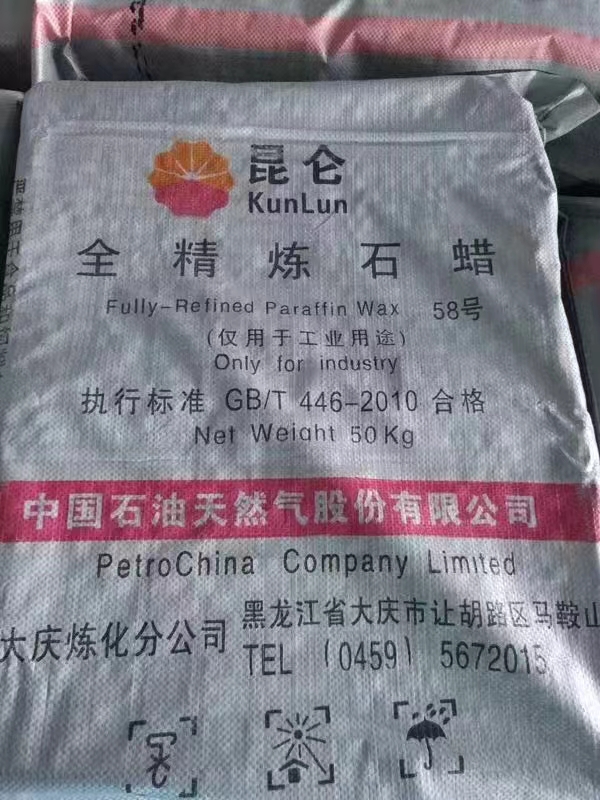 昆仑
KunLun
全精炼石蜡
Fully-Refined Paraffin Wax 58号
(仅用于工业用途)
Only for industry
执行标准 GB/T 446-2010 合格
Net Weight 50Kg
中国石油天然气股份有限公司
PetroChina Company Limited
大庆炼化分公司
黑龙江省大庆市让胡路区马鞍山
TEL (0459) 5672015